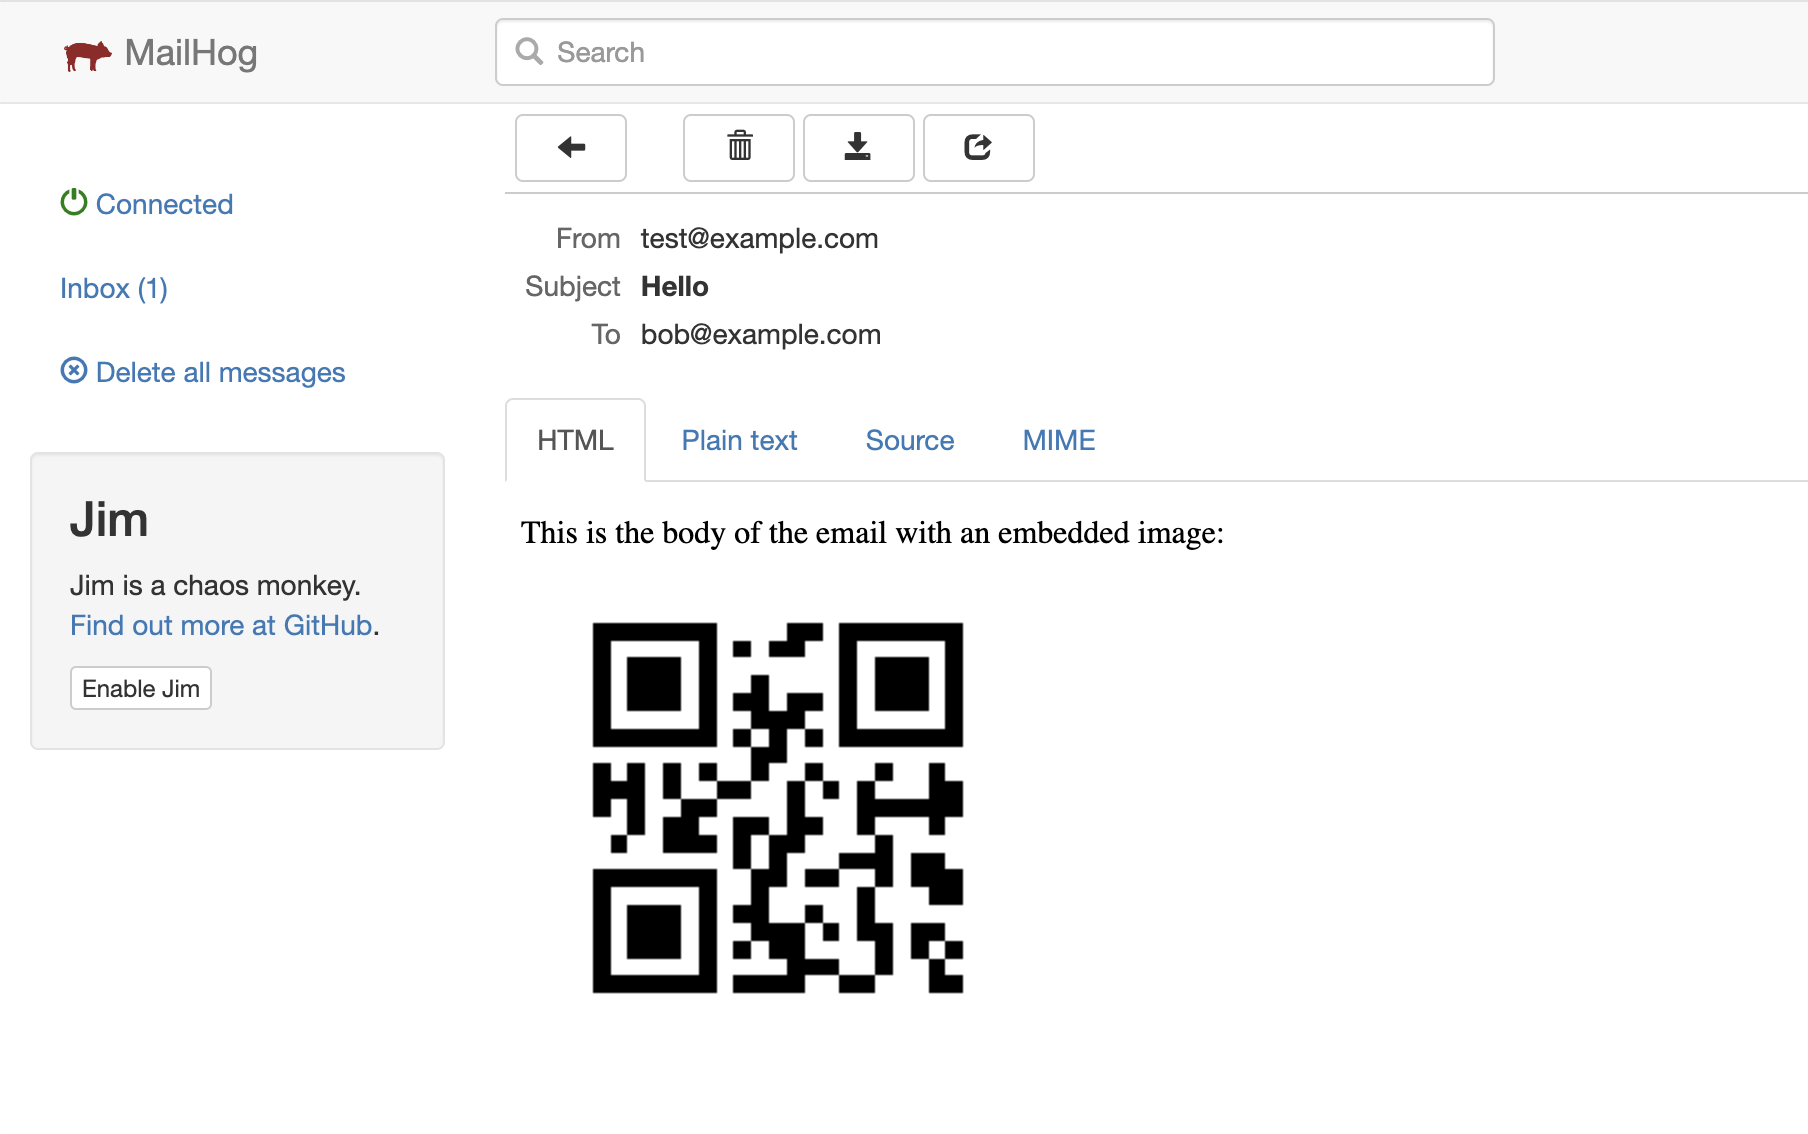 MailHog
Search
Connected
Inbox (1)
Delete all messages
Jim
Jim is a chaos monkey.
Find out more at GitHub.
Enable Jim
From test@example.com
Subject Hello
To bob@example.com
HTML Plain text Source MIME
This is the body of the email with an embedded image: